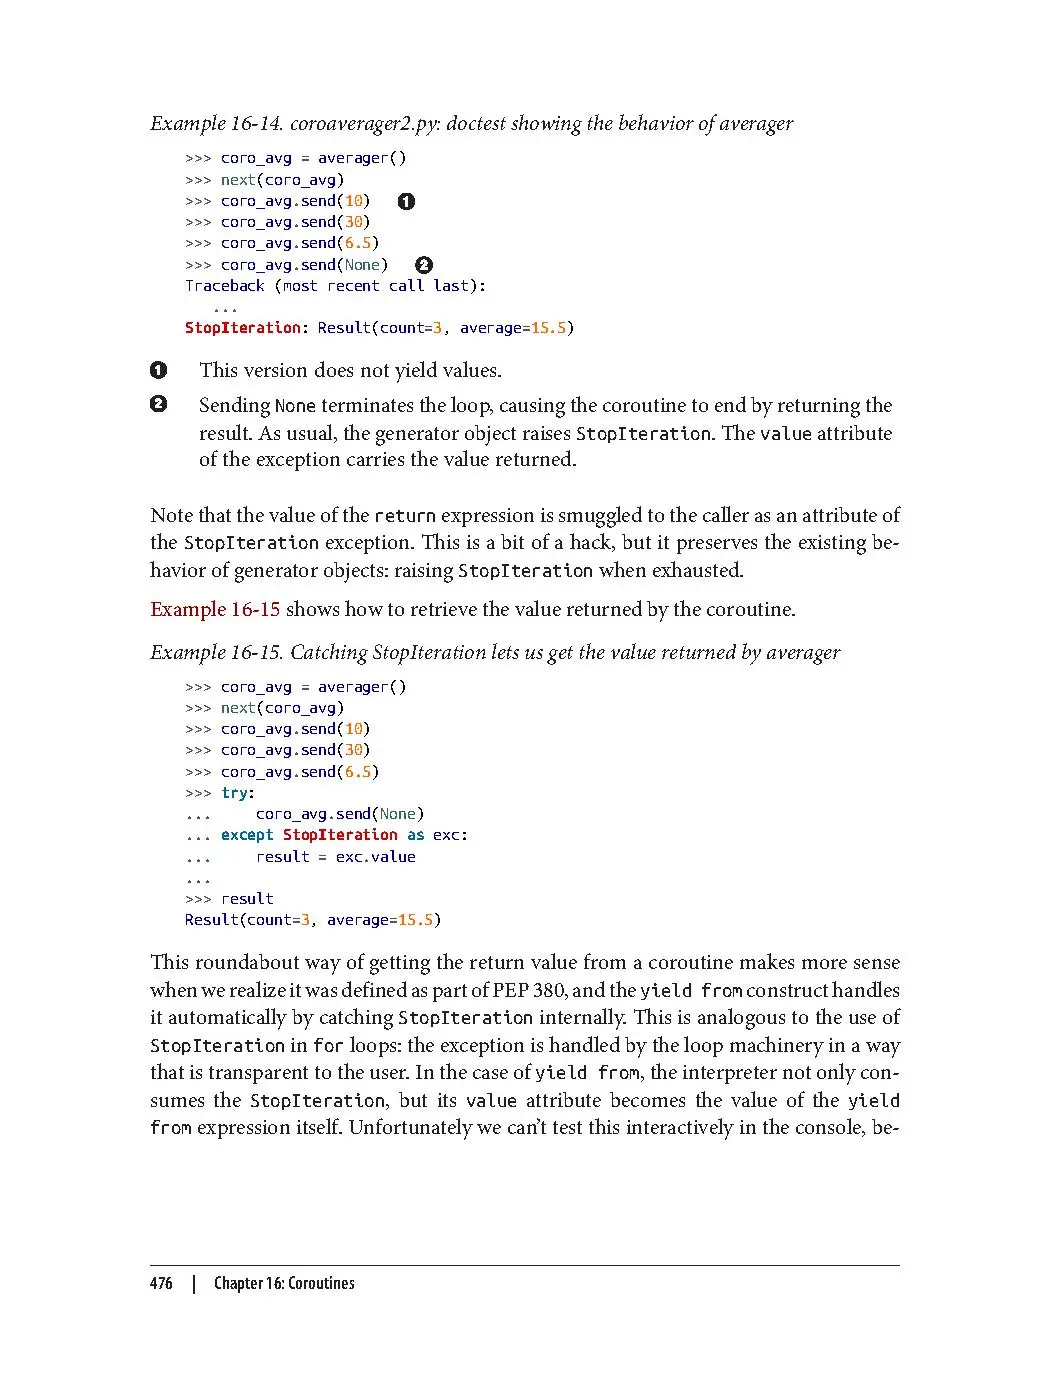 Example 16-14. coroaverager2.py: doctest showing the behavior of averager
>>> coro_avg = averager()
>>> next(coro_avg)
>>> coro_avg.send(10) ❶
>>> coro_avg.send(30)
>>> coro_avg.send(6.5)
>>> coro_avg.send(None) ❷
Traceback (most recent call last):
...
StopIteration: Result(count=3, average=15.5)
❶ This version does not yield values.
❷ Sending None terminates the loop, causing the coroutine to end by returning the
result. As usual, the generator object raises StopIteration. The value attribute
of the exception carries the value returned.
Note that the value of the return expression is smuggled to the caller as an attribute of
the StopIteration exception. This is a bit of a hack, but it preserves the existing be-
havior of generator objects: raising StopIteration when exhausted.
Example 16-15 shows how to retrieve the value returned by the coroutine.
Example 16-15. Catching StopIteration lets us get the value returned by averager
>>> coro_avg = averager()
>>> next(coro_avg)
>>> coro_avg.send(10)
>>> coro_avg.send(30)
>>> coro_avg.send(6.5)
>>> try:
...     coro_avg.send(None)
... except StopIteration as exc:
...     result = exc.value
...
>>> result
Result(count=3, average=15.5)
This roundabout way of getting the return value from a coroutine makes more sense
when we realize it was defined as part of PEP 380, and the yield from construct handles
it automatically by catching StopIteration internally. This is analogous to the use of
StopIteration in for loops: the exception is handled by the loop machinery in a way
that is transparent to the user. In the case of yield from, the interpreter not only con-
sumes the StopIteration, but its value attribute becomes the value of the yield
from expression itself. Unfortunately we can't test this interactively in the console, be-
476 | Chapter 16: Coroutines